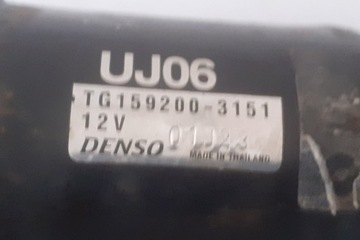 UJ06
TG159200-3151
12V
DENSO
MADE IN THAILAND